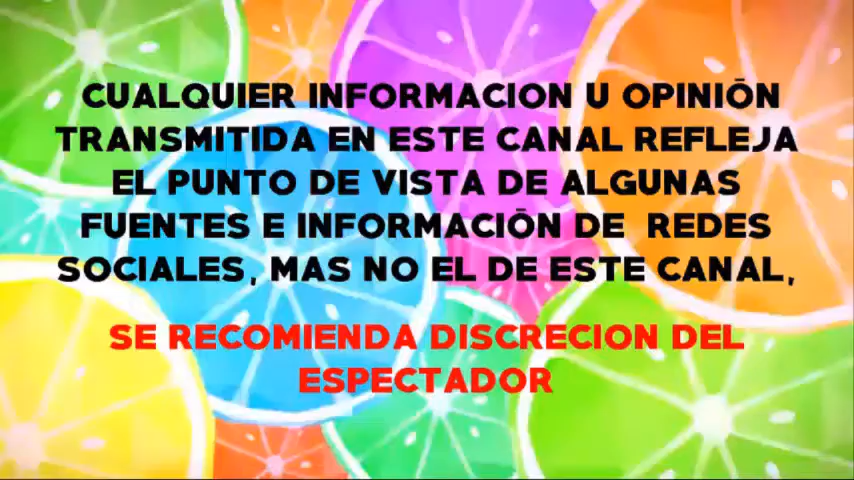 CUALQUIER INFORMACION U OPINIÓN
TRANSMITIDA EN ESTE CANAL REFLEJA
EL PUNTO DE VISTA DE ALGUNAS
FUENTES E INFORMACIÓN DE REDES
SOCIALES, MAS NO EL DE ESTE CANAL,
SE RECOMIENDA DISCRECION DEL
ESPECTADOR